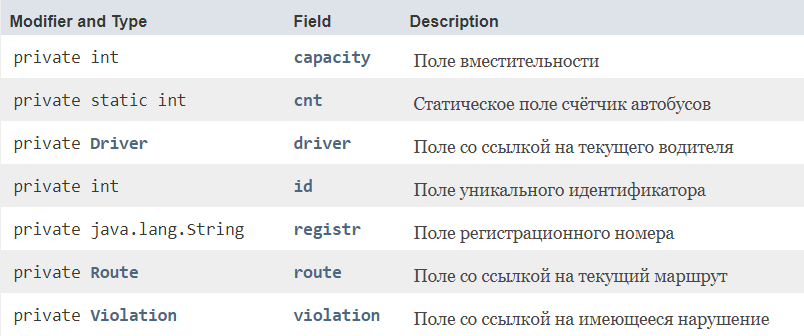 Modifier and Type Field Description
private int capacity Поле вместительности
private static int cnt Статическое поле счётчик автобусов
private Driver driver Поле со ссылкой на текущего водителя
private int id Поле уникального идентификатора
private java.lang.String registr Поле регистрационного номера
private Route route Поле со ссылкой на текущий маршрут
private Violation violation Поле со ссылкой на имеющееся нарушение